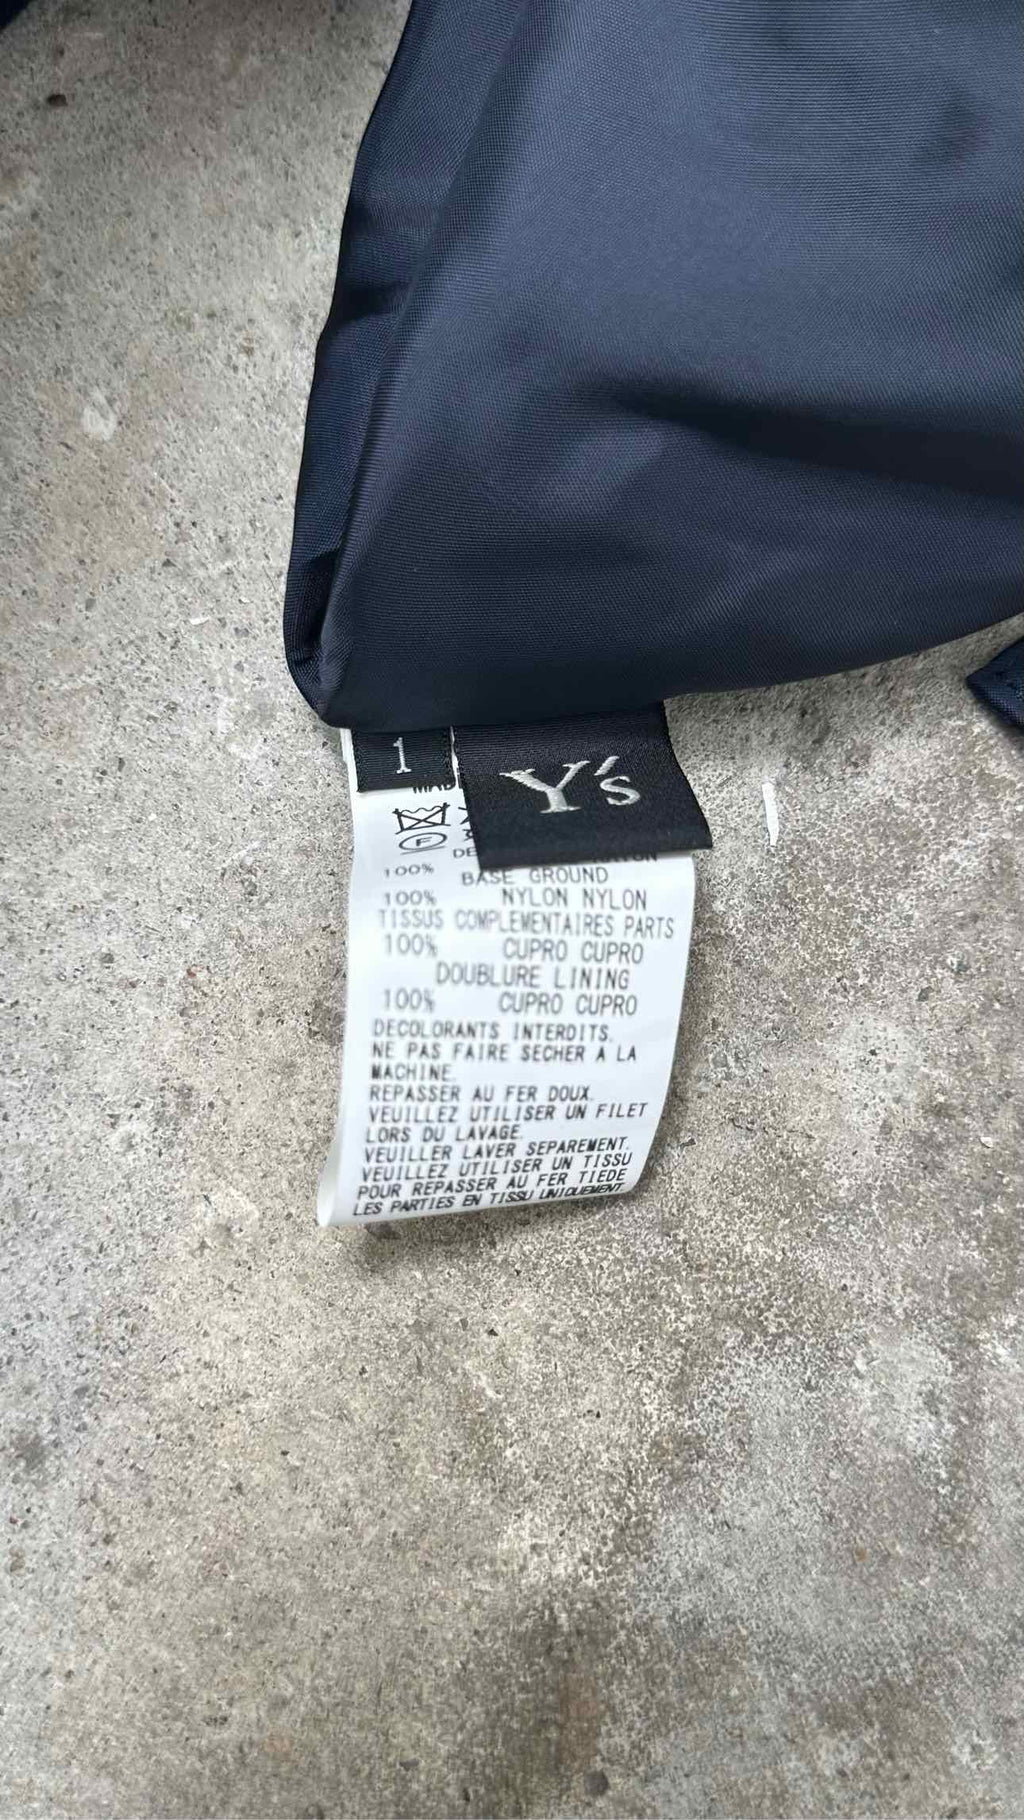 1
Y's
F
100%
BASE GROUND
100% NYLON NYLON
TISSUS COMPLEMENTAIRES PARTS
100% CUPRO CUPRO
DOUBLURE LINING
100% CUPRO CUPRO
DECOLORANTS INTERDITS.
NE PAS FAIRE SECHER A LA
MACHINE.
REPASSER AU FER DOUX.
VEUILLEZ UTILISER UN FILET
LORS DU LAVAGE.
VEUILLER LAVER SEPAREMENT.
VEUILLEZ UTILISER UN TISSU
POUR REPASSER AU FER TIEDE
LES PARTIES EN TISSU UNIQUEMENT.